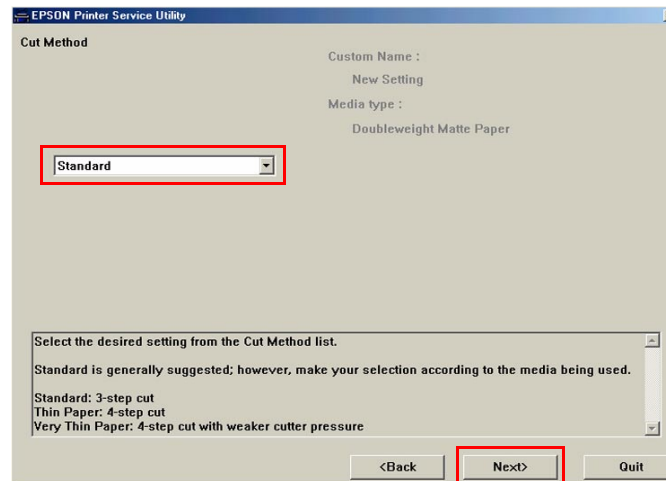 EPSON Printer Service Utility
Cut Method
Custom Name :
New Setting
Media type :
Doubleweight Matte Paper
Standard
Select the desired setting from the Cut Method list.
Standard is generally suggested; however, make your selection according to the media being used.
Standard: 3-step cut
Thin Paper: 4-step cut
Very Thin Paper: 4-step cut with weaker cutter pressure
<Back
Next>
Quit